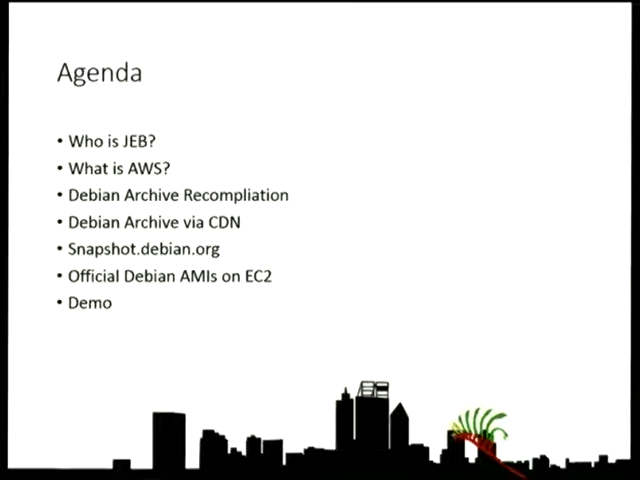 Agenda
• Who is JEB?
• What is AWS?
• Debian Archive Recompliation
• Debian Archive via CDN
• Snapshot.debian.org
• Official Debian AMIs on EC2
• Demo